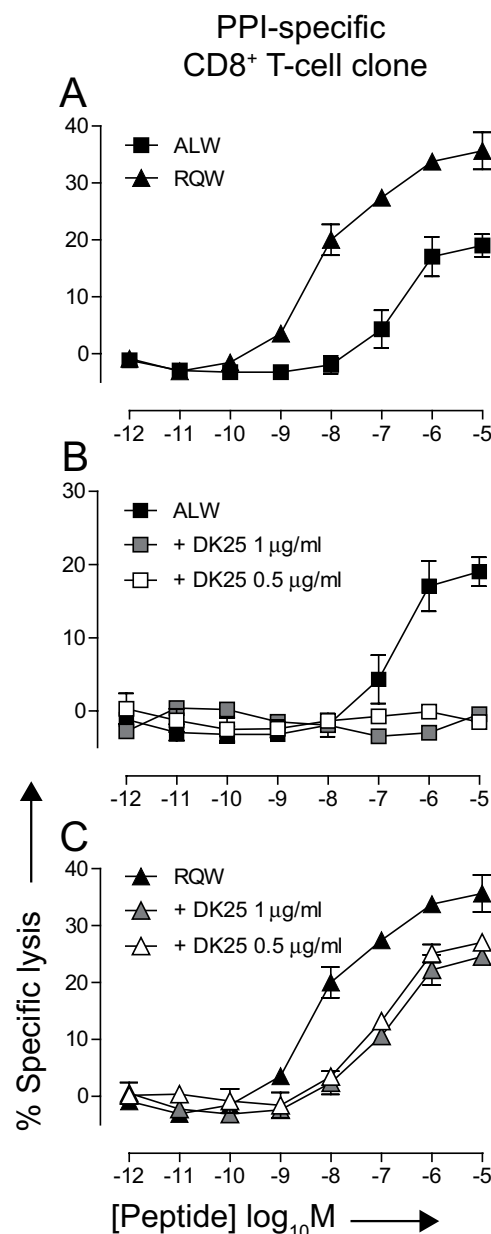 PPI-specific
CD8⁺ T-cell clone
A
40
30
20
10
0
ALW
RQW
-12 -11 -10 -9 -8 -7 -6 -5
B
30
20
10
0
ALW
+ DK25 1 μg/ml
+ DK25 0.5 μg/ml
-12 -11 -10 -9 -8 -7 -6 -5
C
40
30
20
10
0
RQW
+ DK25 1 μg/ml
+ DK25 0.5 μg/ml
-12 -11 -10 -9 -8 -7 -6 -5
% Specific lysis
[Peptide] log₁₀M